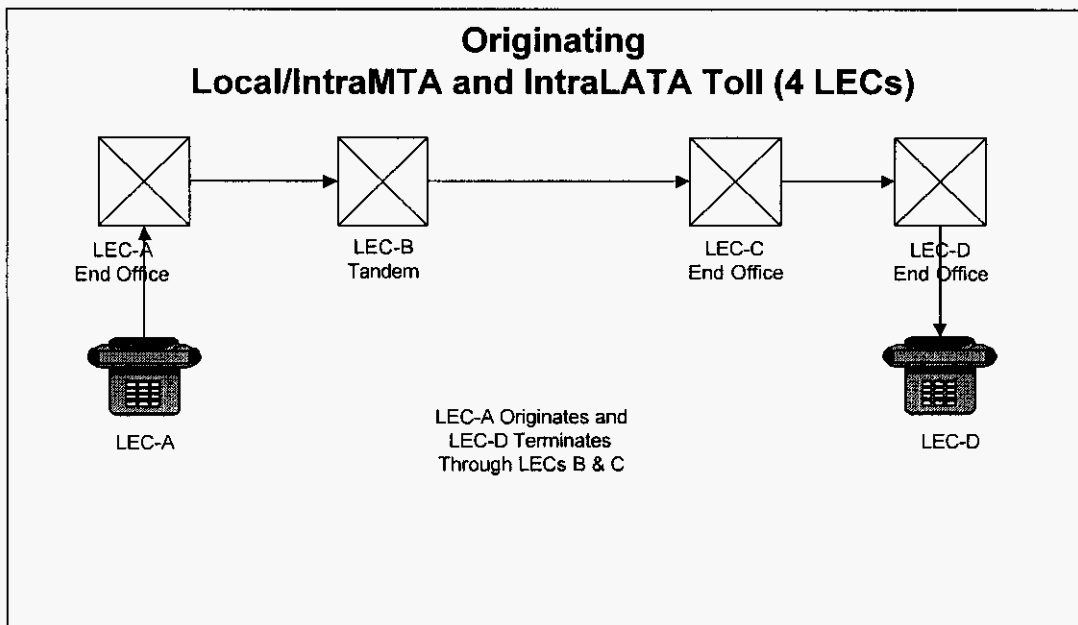 Originating
Local/IntraMTA and IntraLATA Toll (4 LECs)
LEC-A
End Office
LEC-B
Tandem
LEC-C
End Office
LEC-D
End Office
LEC-A
LEC-A Originates and
LEC-D Terminates
Through LECs B & C
LEC-D